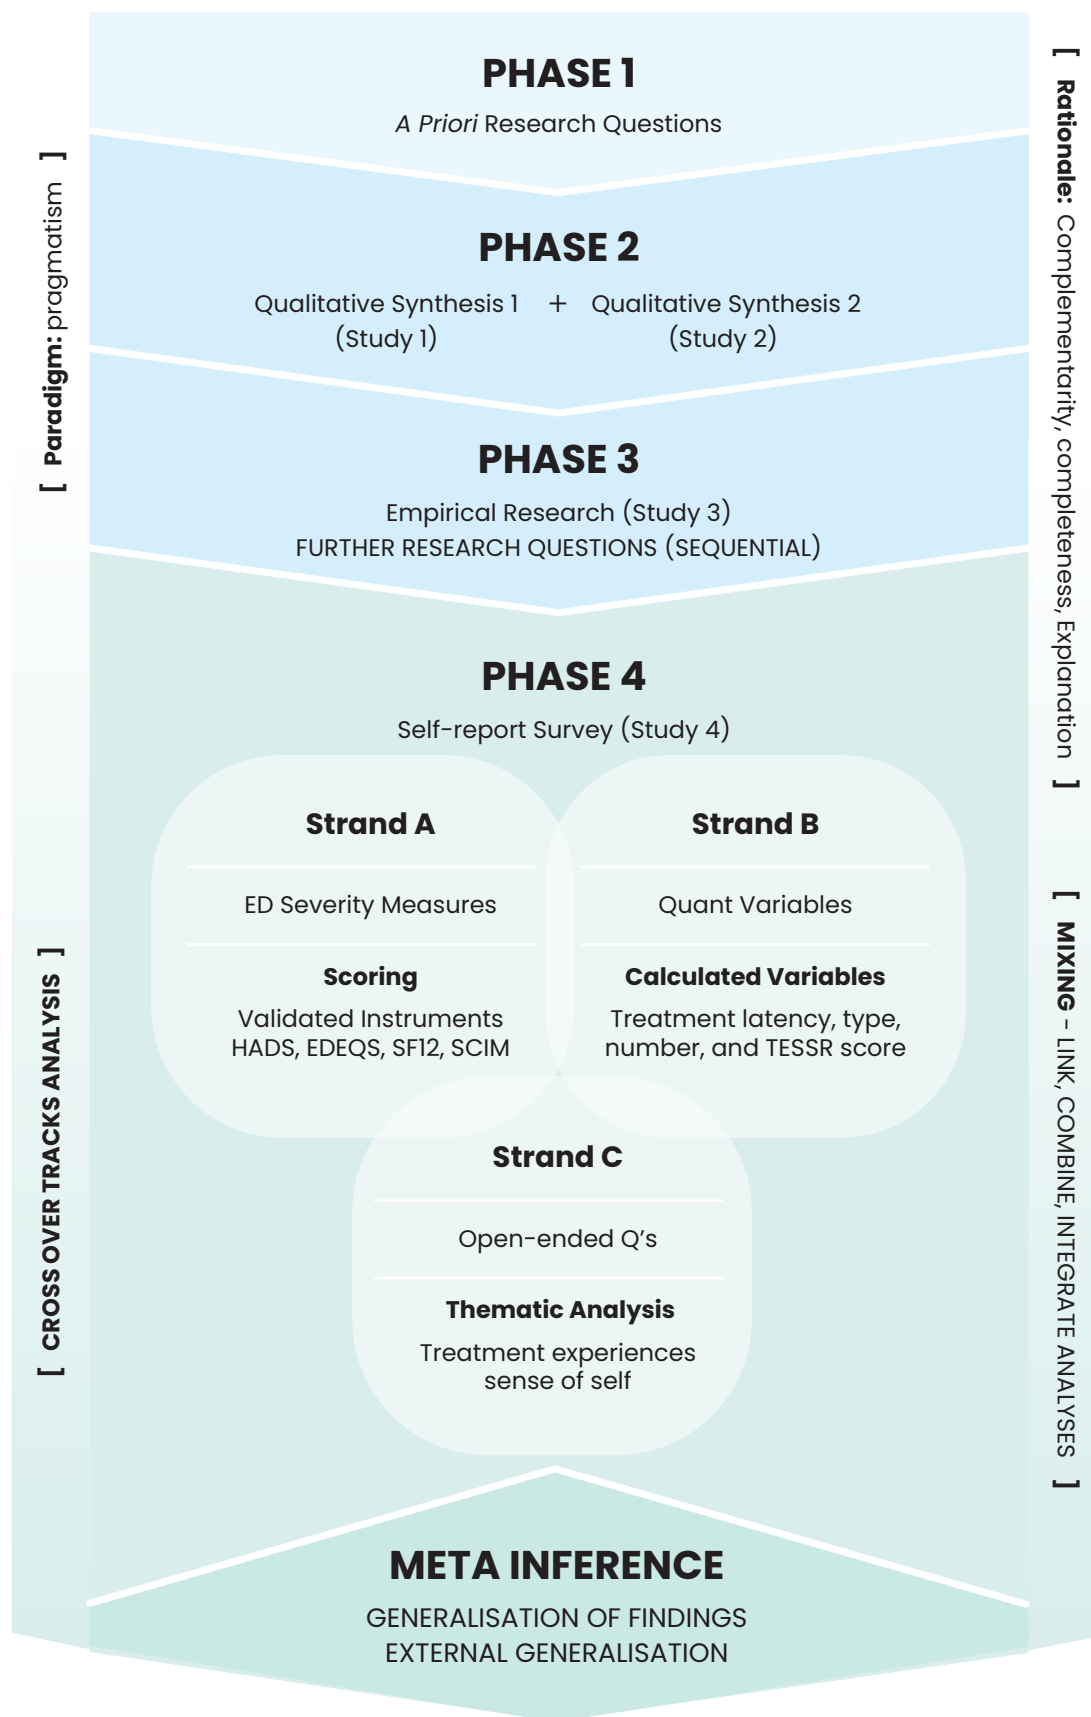 PHASE 1
A Priori Research Questions
PHASE 2
Qualitative Synthesis 1 + Qualitative Synthesis 2
(Study 1) (Study 2)
PHASE 3
Empirical Research (Study 3)
FURTHER RESEARCH QUESTIONS (SEQUENTIAL)
PHASE 4
Self-report Survey (Study 4)
Strand A
ED Severity Measures
Scoring
Validated Instruments
HADS, EDEQS, SF12, SCIM
Strand B
Quant Variables
Calculated Variables
Treatment latency, type,
number, and TESSR score
Strand C
Open-ended Q’s
Thematic Analysis
Treatment experiences
sense of self
META INFERENCE
GENERALISATION OF FINDINGS
EXTERNAL GENERALISATION
[ Paradigm: pragmatism ]
[ CROSS OVER TRACKS ANALYSIS ]
[ Rationale: Complementarity, completeness, Explanation ]
[ MIXING - LINK, COMBINE, INTEGRATE ANALYSES ]